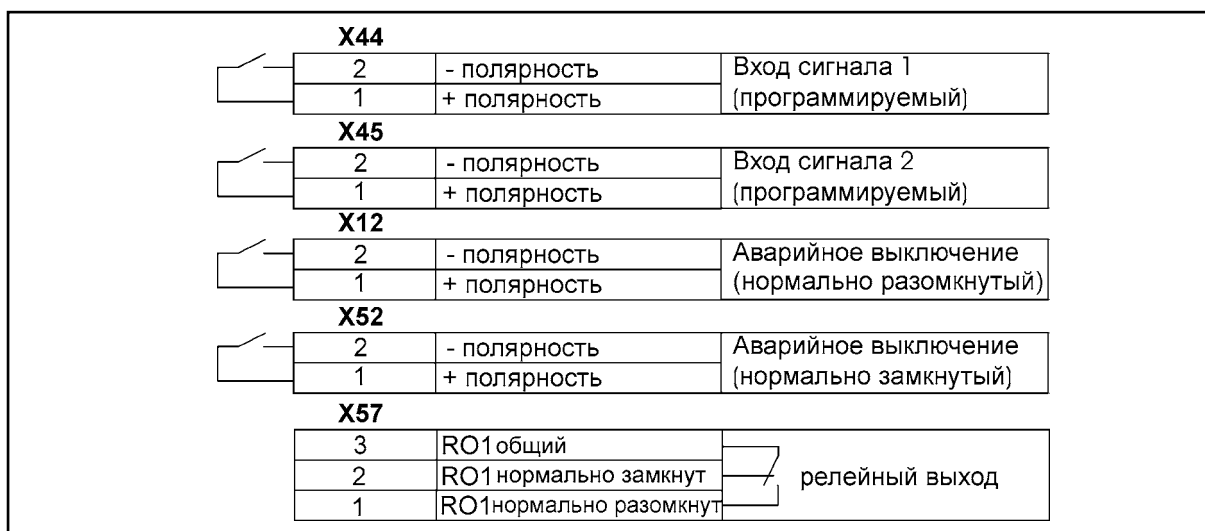 X44
2 - полярность Вход сигнала 1
1 + полярность (программируемый)
X45
2 - полярность Вход сигнала 2
1 + полярность (программируемый)
X12
2 - полярность Аварийное выключение
1 + полярность (нормально разомкнутый)
X52
2 - полярность Аварийное выключение
1 + полярность (нормально замкнутый)
X57
3 RO1 общий
2 RO1 нормально замкнут релейный выход
1 RO1 нормально разомкнут